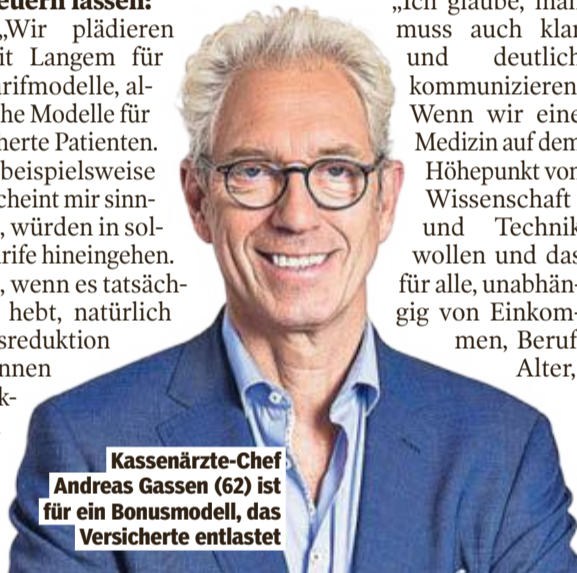 euern lassen:
„Wir plädieren
it Langem für
rifmodelle, al-
he Modelle für
herte Patienten.
beispielsweise
cheint mir sinn-
, würden in sol-
rife hineingehen.
, wenn es tatsäch-
hebt, natürlich
sreduktion
nnen
k-
„Ich glaube, man
muss auch klar
und deutlich
kommunizieren
Wenn wir eine
Medizin auf dem
Höhepunkt von
Wissenschaft
und Technik
wollen und das
für alle, unabhän-
gig von Einkom-
men, Beruf
Alter,
Kassenärzte-Chef
Andreas Gassen (62) ist
für ein Bonusmodell, das
Versicherte entlastet